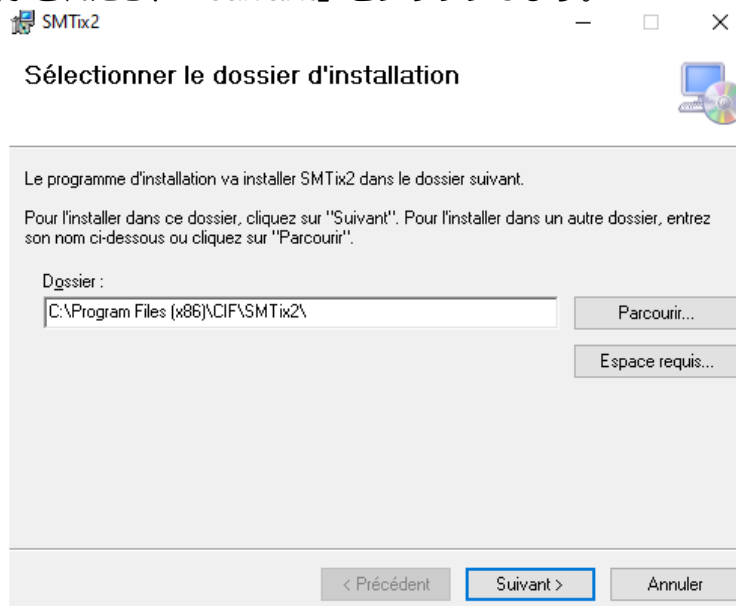 SMTix2
Sélectionner le dossier d'installation
Le programme d'installation va installer SMTix2 dans le dossier suivant.
Pour l'installer dans ce dossier, cliquez sur "Suivant". Pour l'installer dans un autre dossier, entrez
son nom ci-dessous ou cliquez sur "Parcourir".
Dossier :
C:\Program Files (x86)\CIF\SMTix2\
Parcourir...
Espace requis...
< Précédent
Suivant >
Annuler